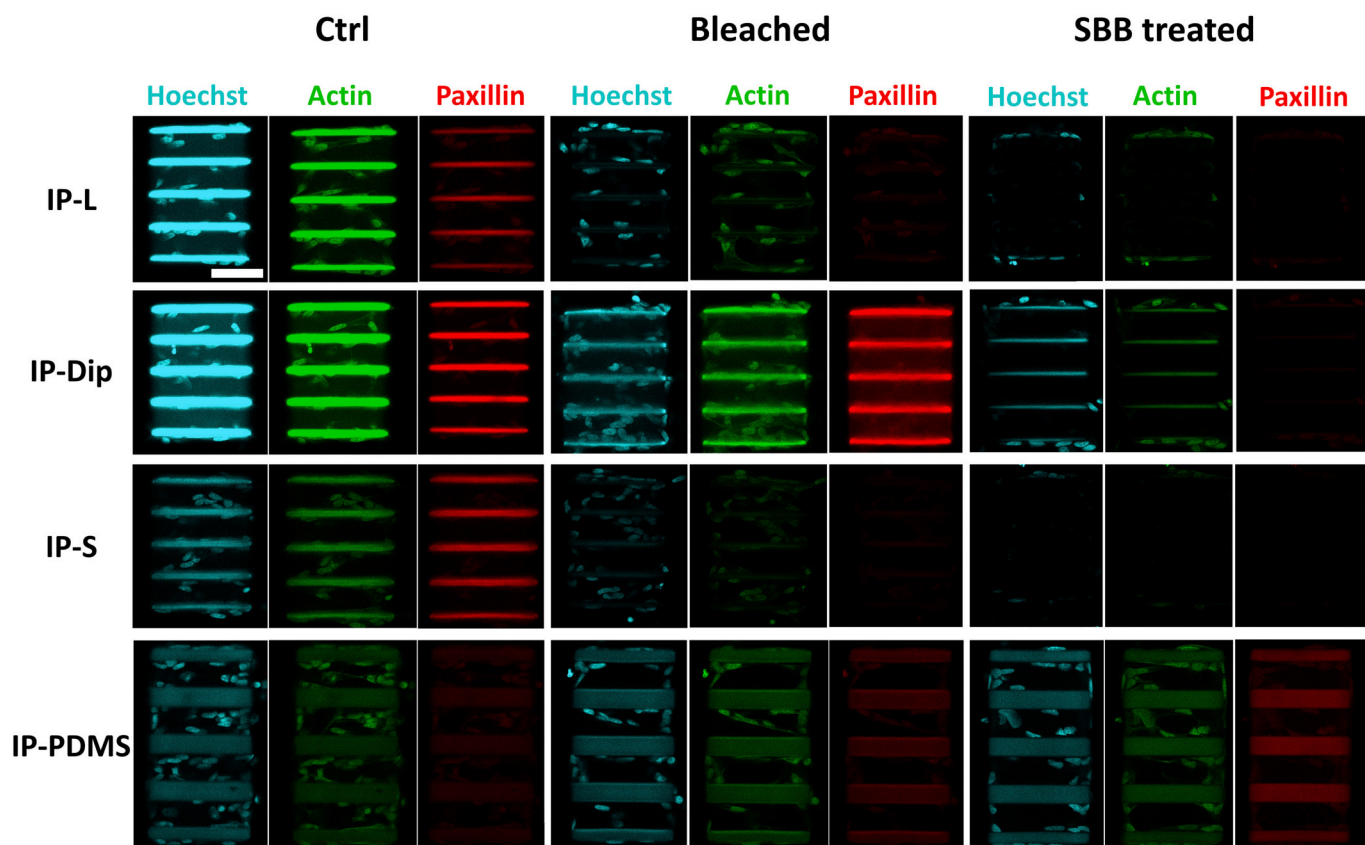 Ctrl Bleached SBB treated
Hoechst Actin Paxillin Hoechst Actin Paxillin Hoechst Actin Paxillin
IP-L
IP-Dip
IP-S
IP-PDMS